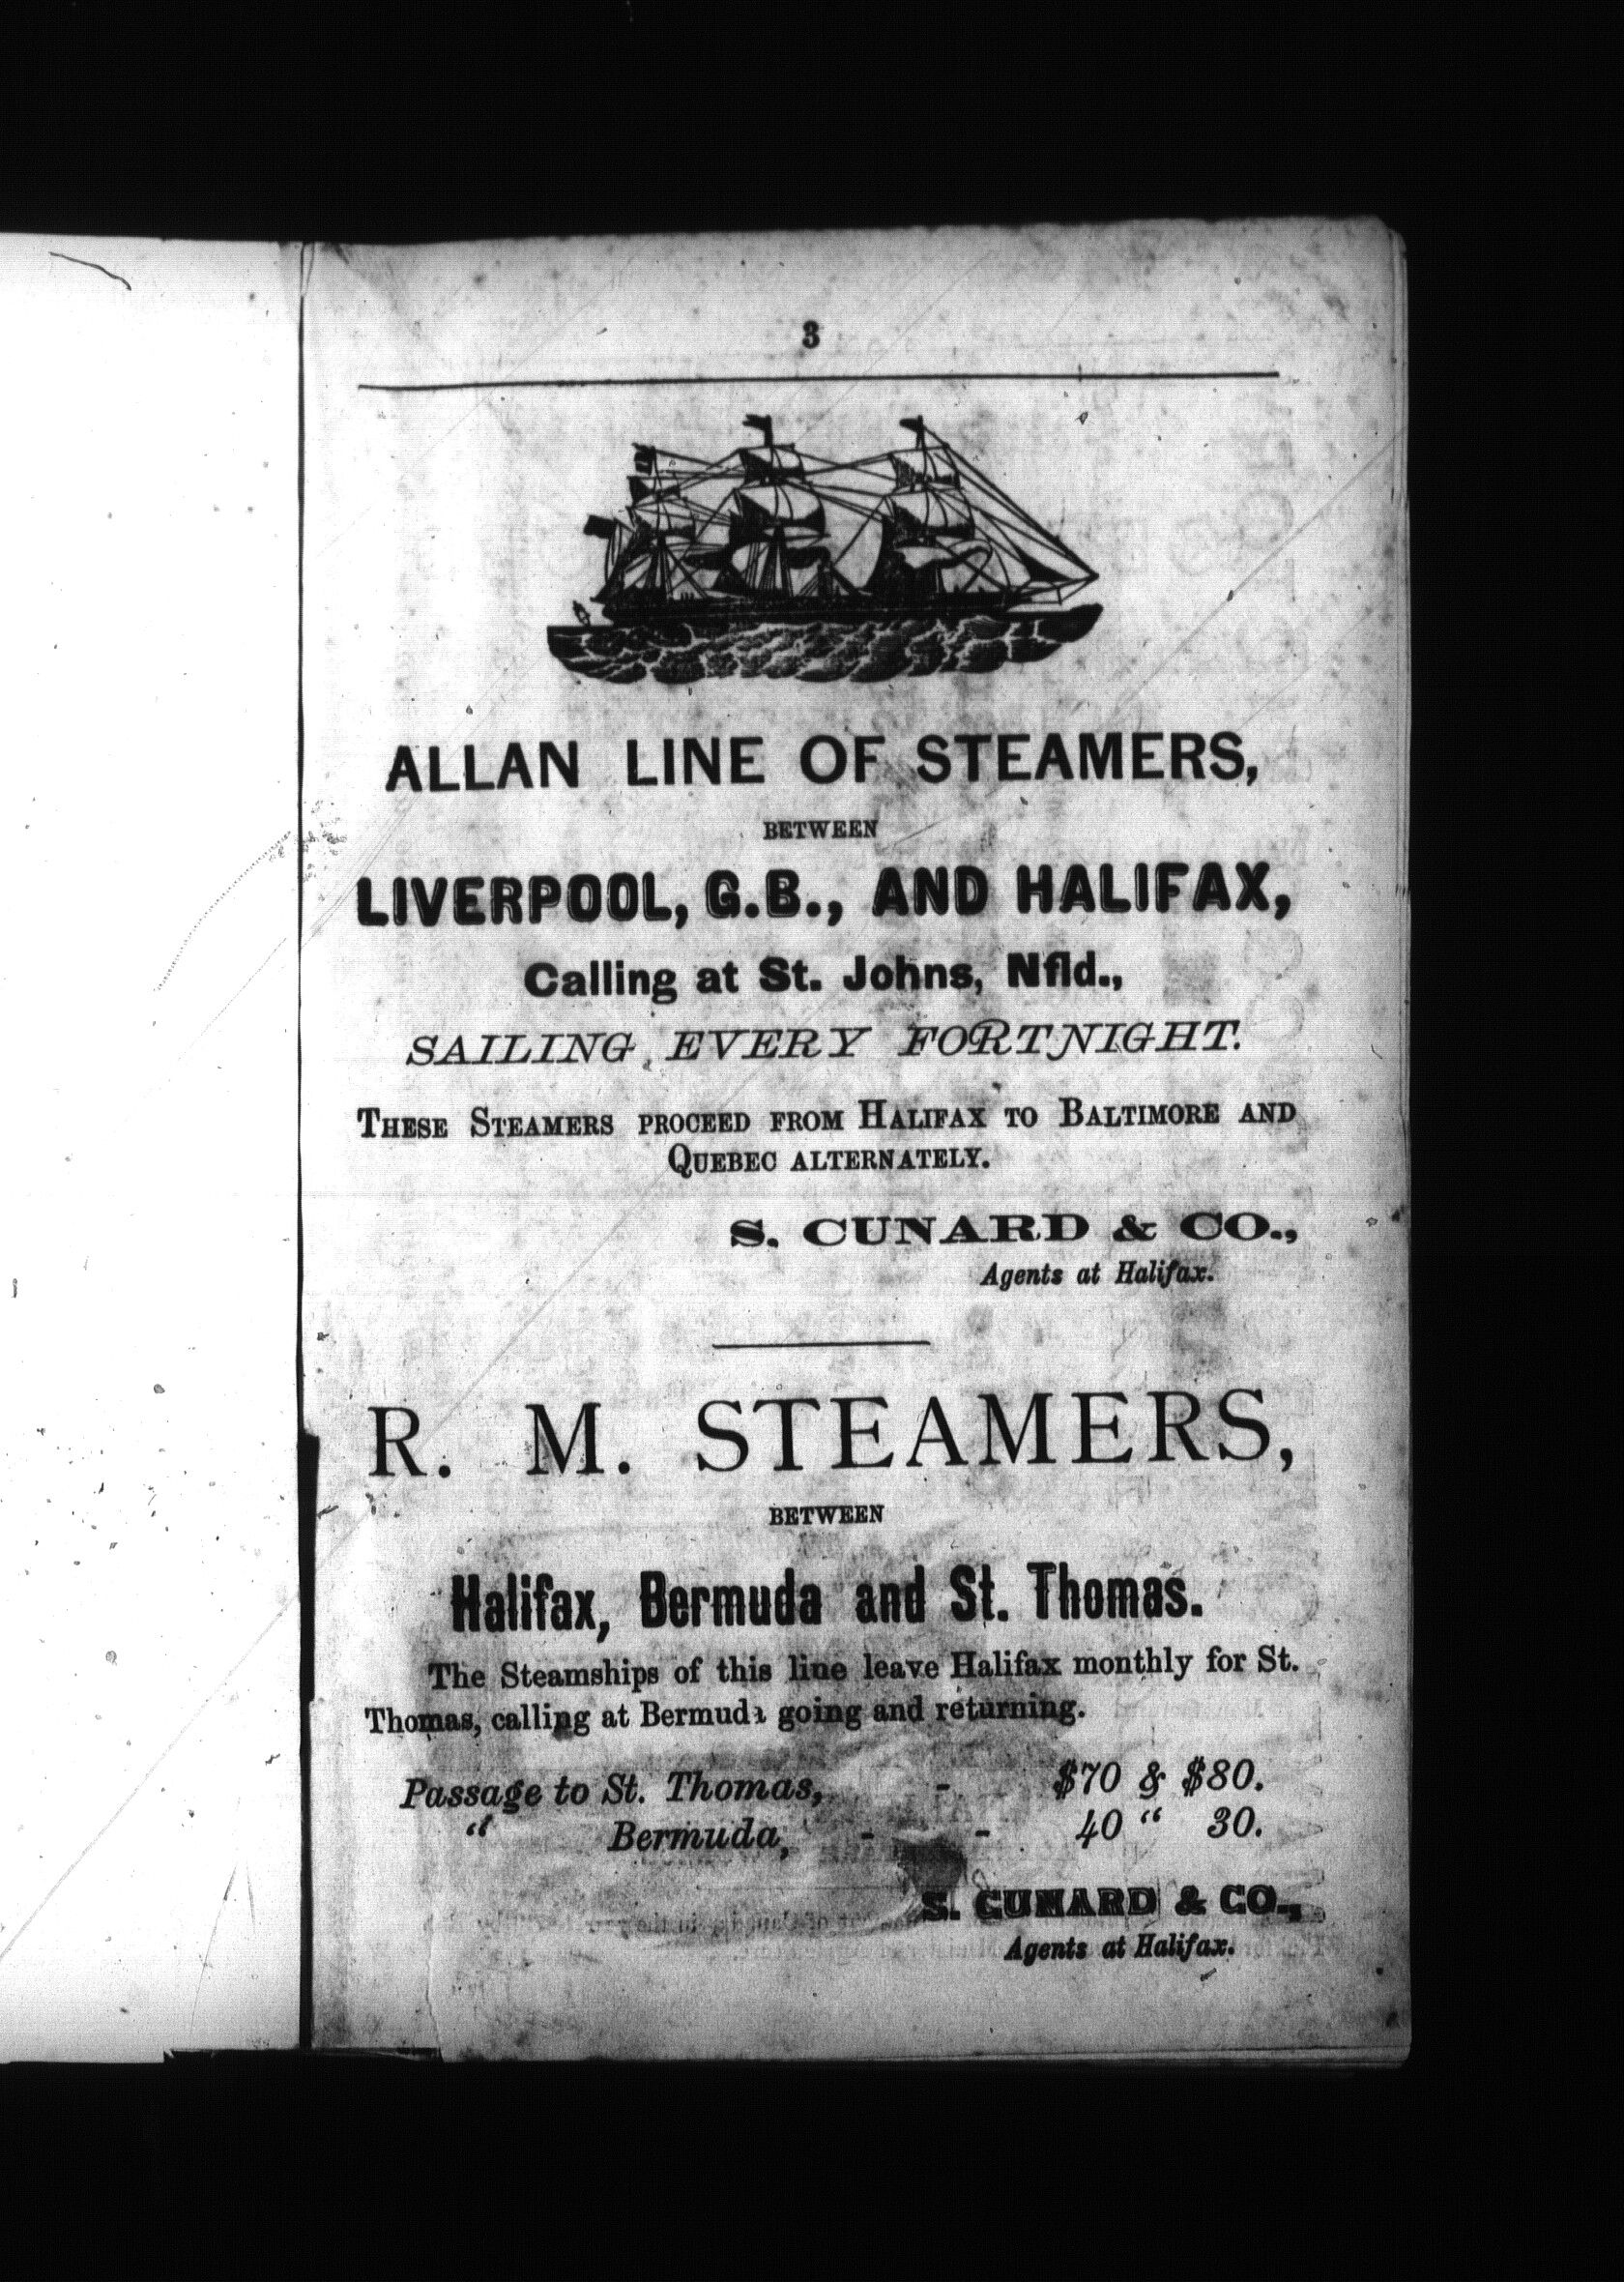 3
ALLAN LINE OF STEAMERS,
BETWEEN
LIVERPOOL, G.B., AND HALIFAX,
Calling at St. Johns, Nfld.,
SAILING EVERY FORTNIGHT.
THESE STEAMERS PROCEED FROM HALIFAX TO BALTIMORE AND
QUEBEC ALTERNATELY.
S. CUNARD & CO.,
Agents at Halifax.
R. M. STEAMERS,
BETWEEN
Halifax, Bermuda and St. Thomas.
The Steamships of this line leave Halifax monthly for St.
Thomas, calling at Bermuda going and returning.
Passage to St. Thomas, - $70 & $80.
" Bermuda, - - 40 " 30.
S. CUNARD & CO.,
Agents at Halifax.